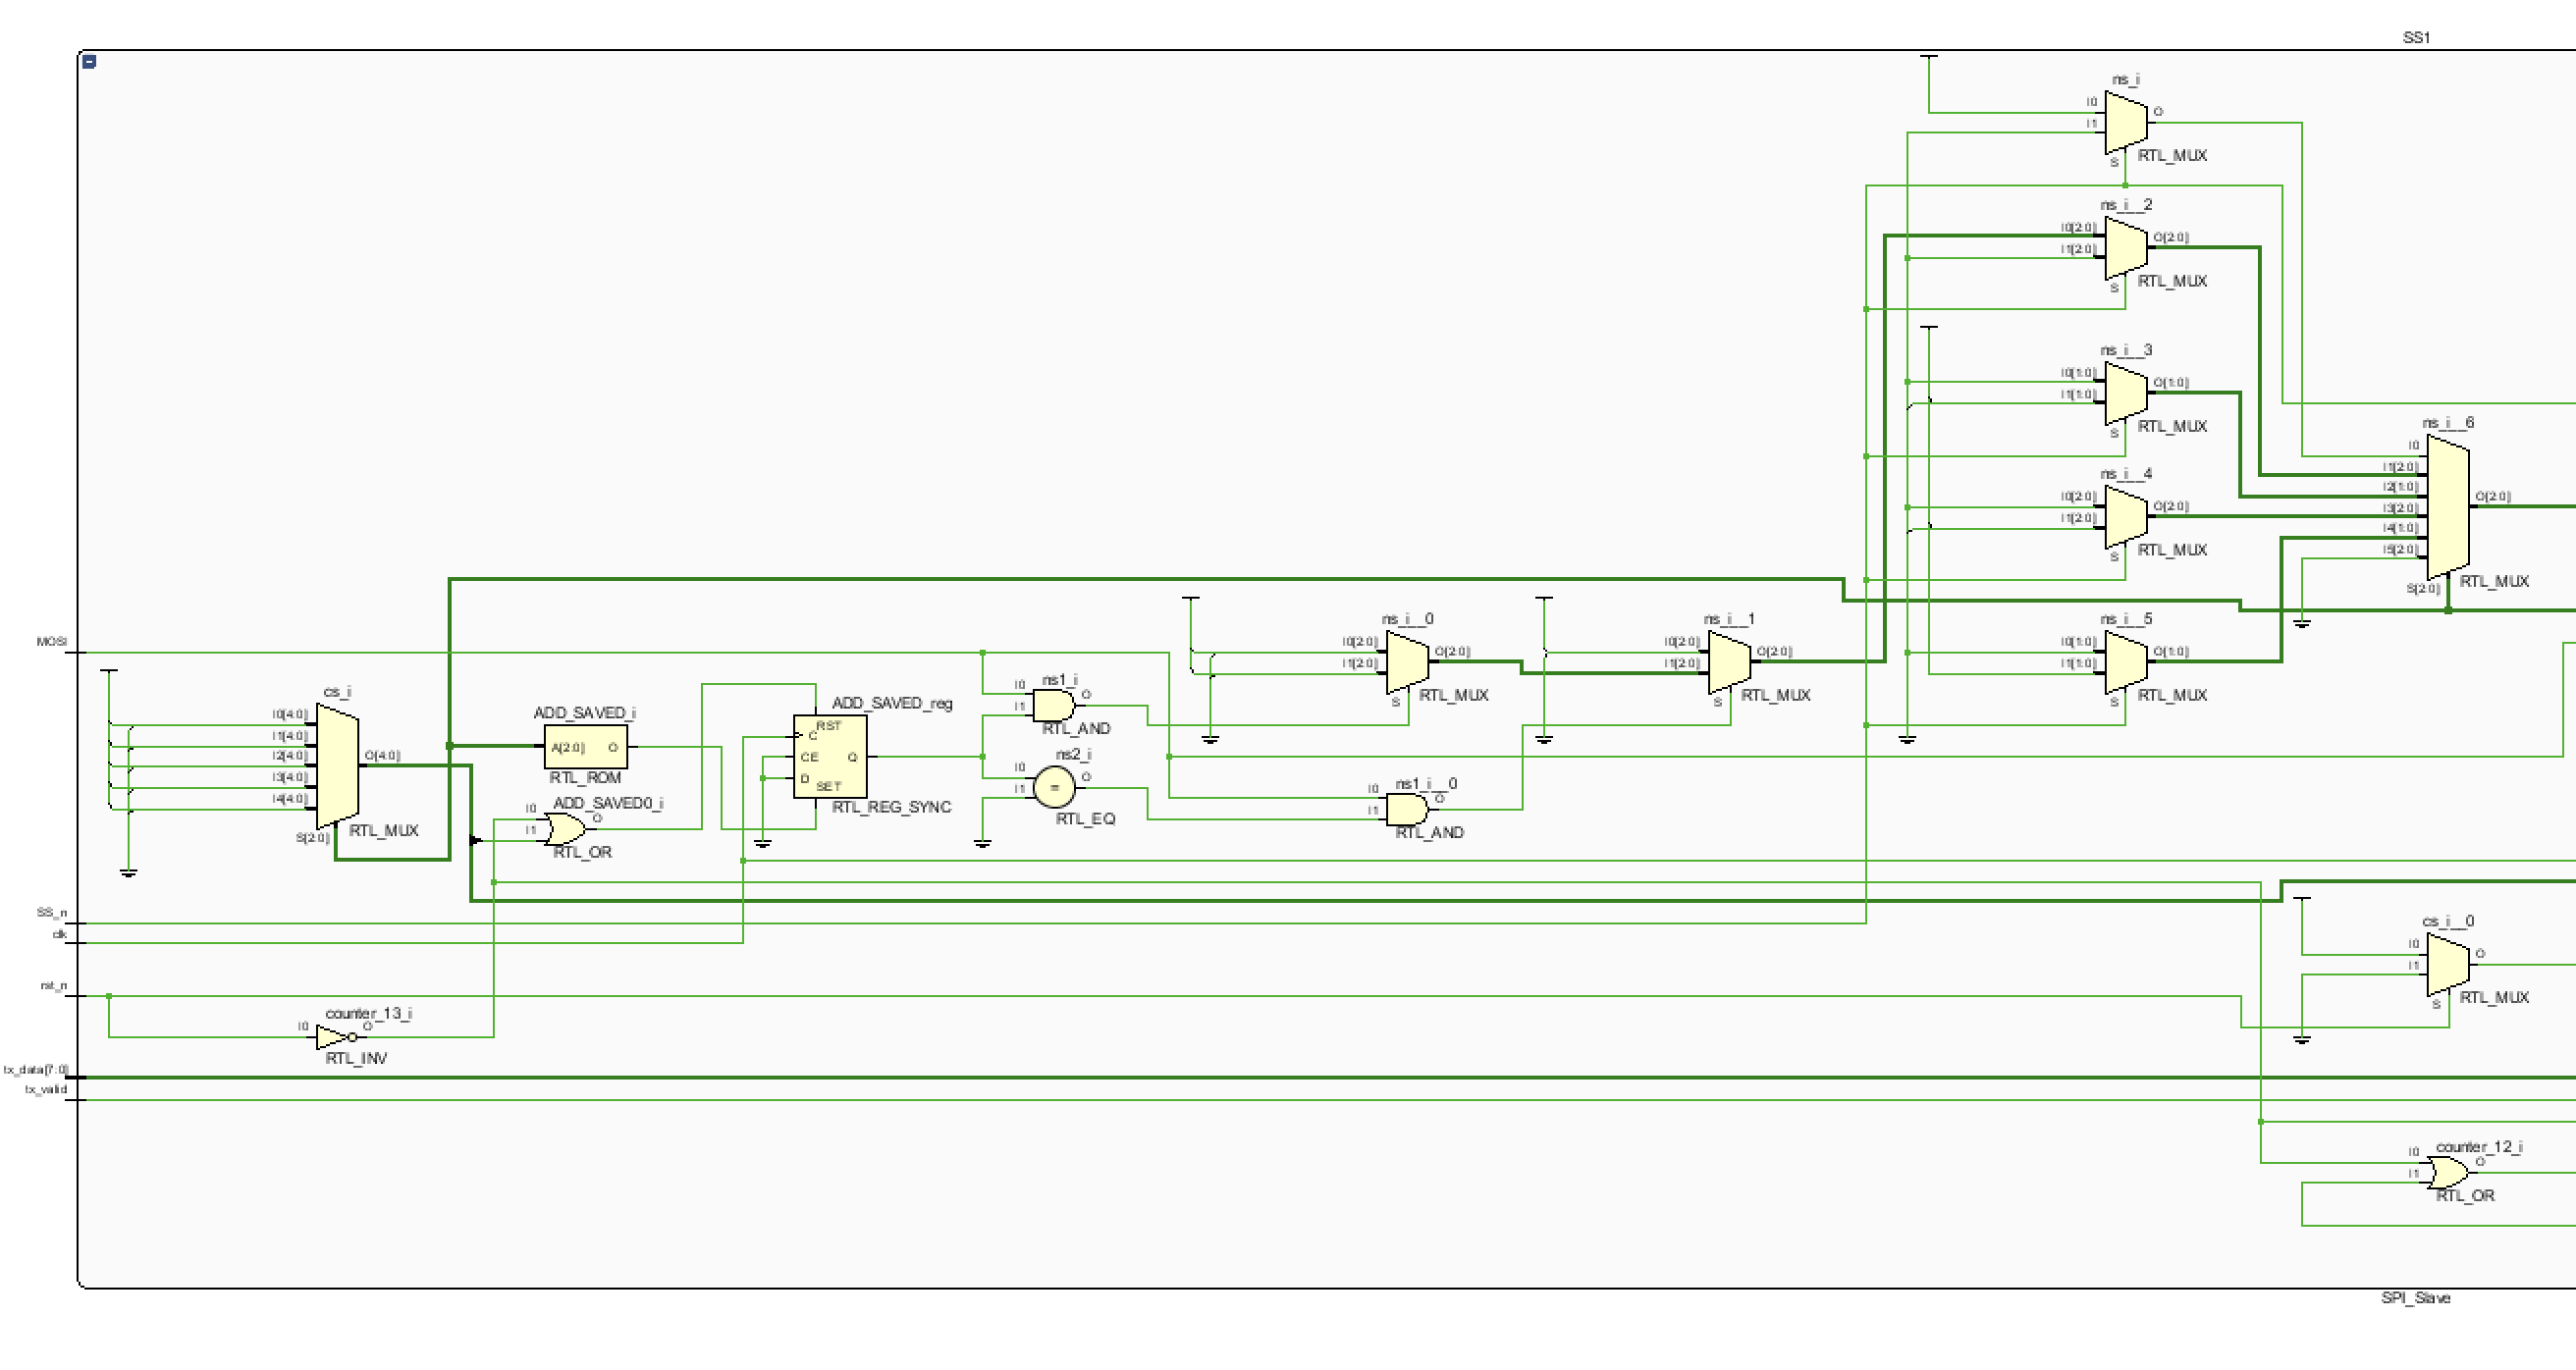 SS1
ns_i
I0
I1
O
S
RTL_MUX
ns_i__2
I0[2:0]
I1[2:0]
O[2:0]
S
RTL_MUX
ns_i__3
I0[1:0]
I1[1:0]
O[1:0]
S
RTL_MUX
ns_i__4
I0[2:0]
I1[2:0]
O[2:0]
S
RTL_MUX
ns_i__6
I0
I1[2:0]
I2[1:0]
I3[2:0]
I4[1:0]
I5[2:0]
O[2:0]
S[2:0]
RTL_MUX
ns_i__0
I0[2:0]
I1[2:0]
O[2:0]
S
RTL_MUX
ns_i__1
I0[2:0]
I1[2:0]
O[2:0]
S
RTL_MUX
ns_i__5
I0[1:0]
I1[1:0]
O[1:0]
S
RTL_MUX
MOSI
cs_i
I0[4:0]
I1[4:0]
I2[4:0]
I3[4:0]
I4[4:0]
O[4:0]
S[2:0]
RTL_MUX
ADD_SAVED_i
A[2:0]
O
RTL_ROM
ADD_SAVED0_i
I0
I1
O
RTL_OR
ADD_SAVED_reg
RST
C
CE
Q
D
SET
RTL_REG_SYNC
ns1_i
I0
I1
O
RTL_AND
ns2_i
I0
I1
O
=
RTL_EQ
ns1_i__0
I0
I1
O
RTL_AND
SS_n
clk
cs_i__0
I0
I1
O
S
RTL_MUX
rst_n
counter_13_i
I0
O
RTL_INV
tx_data[7:0]
tx_valid
counter_12_i
I0
I1
O
RTL_OR
SPI_Slave